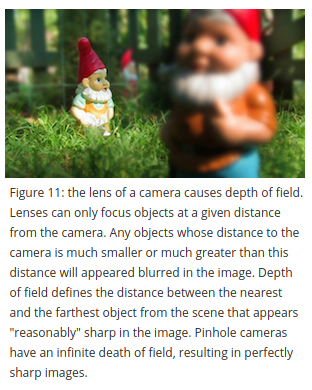 Figure 11: the lens of a camera causes depth of field.
Lenses can only focus objects at a given distance
from the camera. Any objects whose distance to the
camera is much smaller or much greater than this
distance will appeared blurred in the image. Depth
of field defines the distance between the nearest
and the farthest object from the scene that appears
"reasonably" sharp in the image. Pinhole cameras
have an infinite death of field, resulting in perfectly
sharp images.